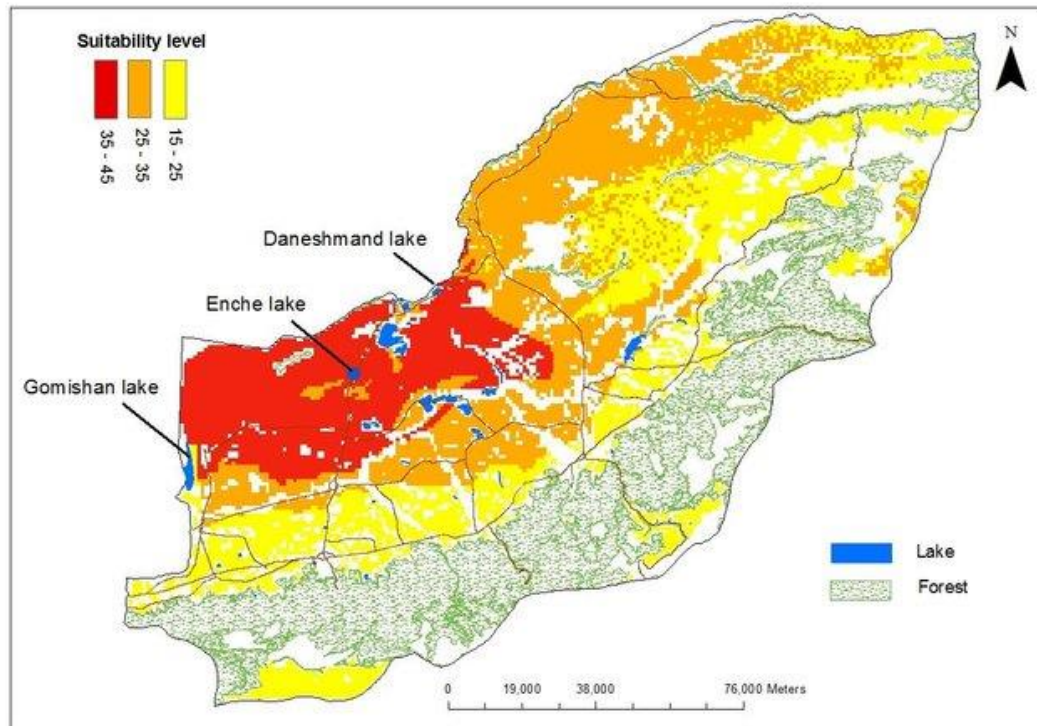 Suitability level
35 - 45
25 - 35
15 - 25
N
Daneshmand lake
Enche lake
Gomishan lake
Lake
Forest
0 19,000 38,000 76,000 Meters